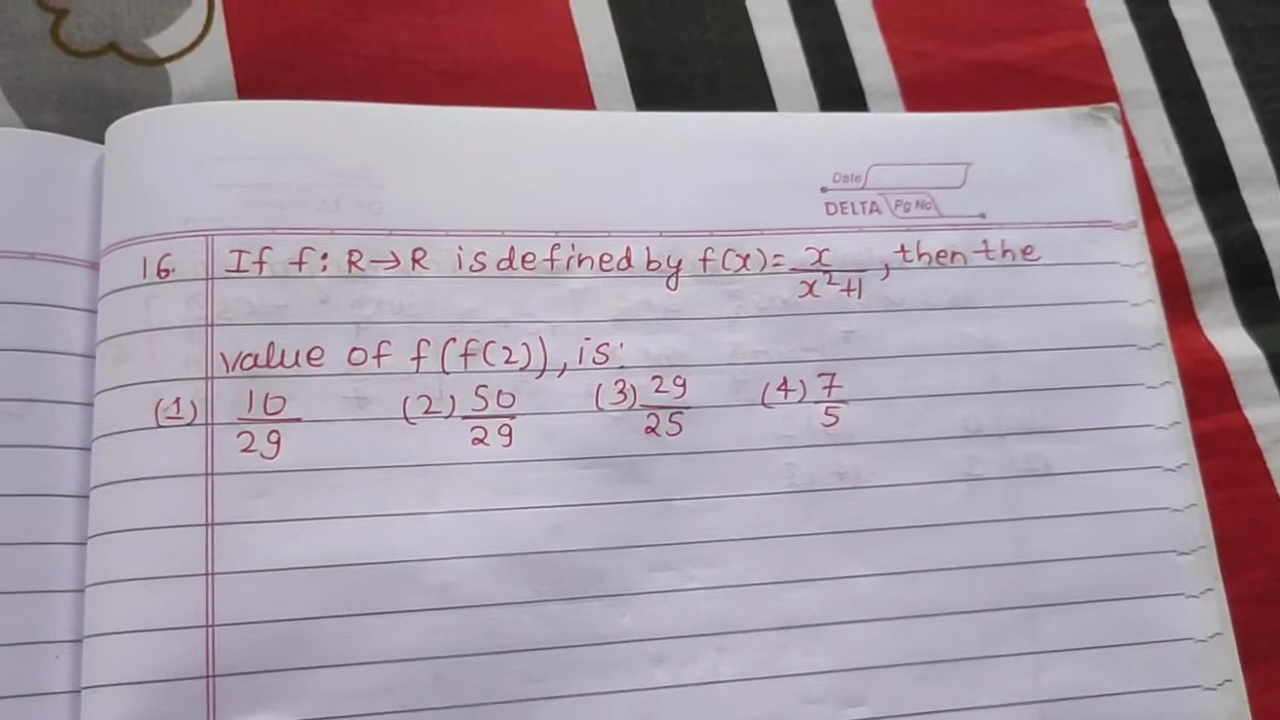 Date
DELTA Pg No
16. If f: R→R is defined by f(x)= x/x²+1, then the
value of f(f(2)), is:
(1) 10/29 (2) 50/29 (3) 29/25 (4) 7/5